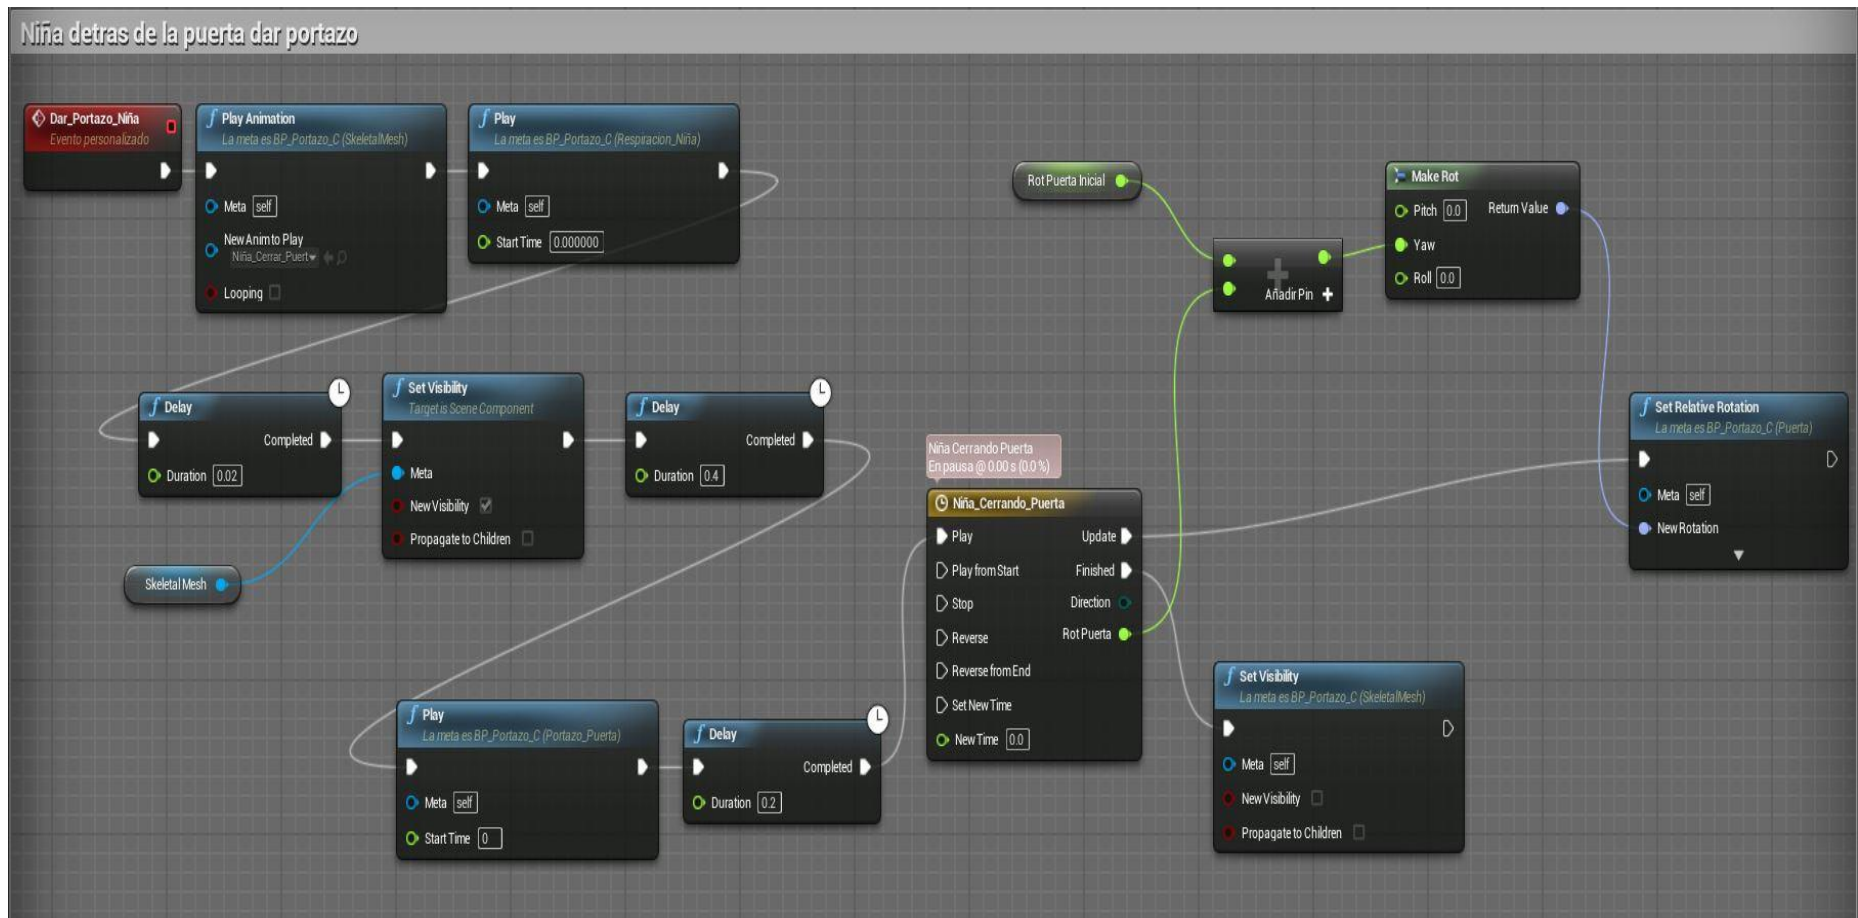 Niña detras de la puerta dar portazo
Dar_Portazo_Niña
Evento personalizado
Play Animation
La meta es BP_Portazo_C (SkeletalMesh)
Meta self
New Anim to Play
Niña_Cerrar_Puert
Looping
Play
La meta es BP_Portazo_C (Respiracion_Niña)
Meta self
Start Time 0.000000
Rot Puerta Inicial
Añadir Pin
Make Rot
Pitch 0.0 Return Value
Yaw
Roll 0.0
Delay
Completed
Duration 0.02
Set Visibility
Target is Scene Component
Meta
New Visibility
Propagate to Children
Skeletal Mesh
Delay
Completed
Duration 0.4
Niña Cerrando Puerta
En pausa @ 0.00 s (0.0 %)
Niña_Cerrando_Puerta
Play Update
Play from Start Finished
Stop Direction
Reverse Rot Puerta
Reverse from End
Set New Time
New Time 0.0
Set Relative Rotation
La meta es BP_Portazo_C (Puerta)
Meta self
New Rotation
Play
La meta es BP_Portazo_C (Portazo_Puerta)
Meta self
Start Time 0
Delay
Completed
Duration 0.2
Set Visibility
La meta es BP_Portazo_C (SkeletalMesh)
Meta self
New Visibility
Propagate to Children